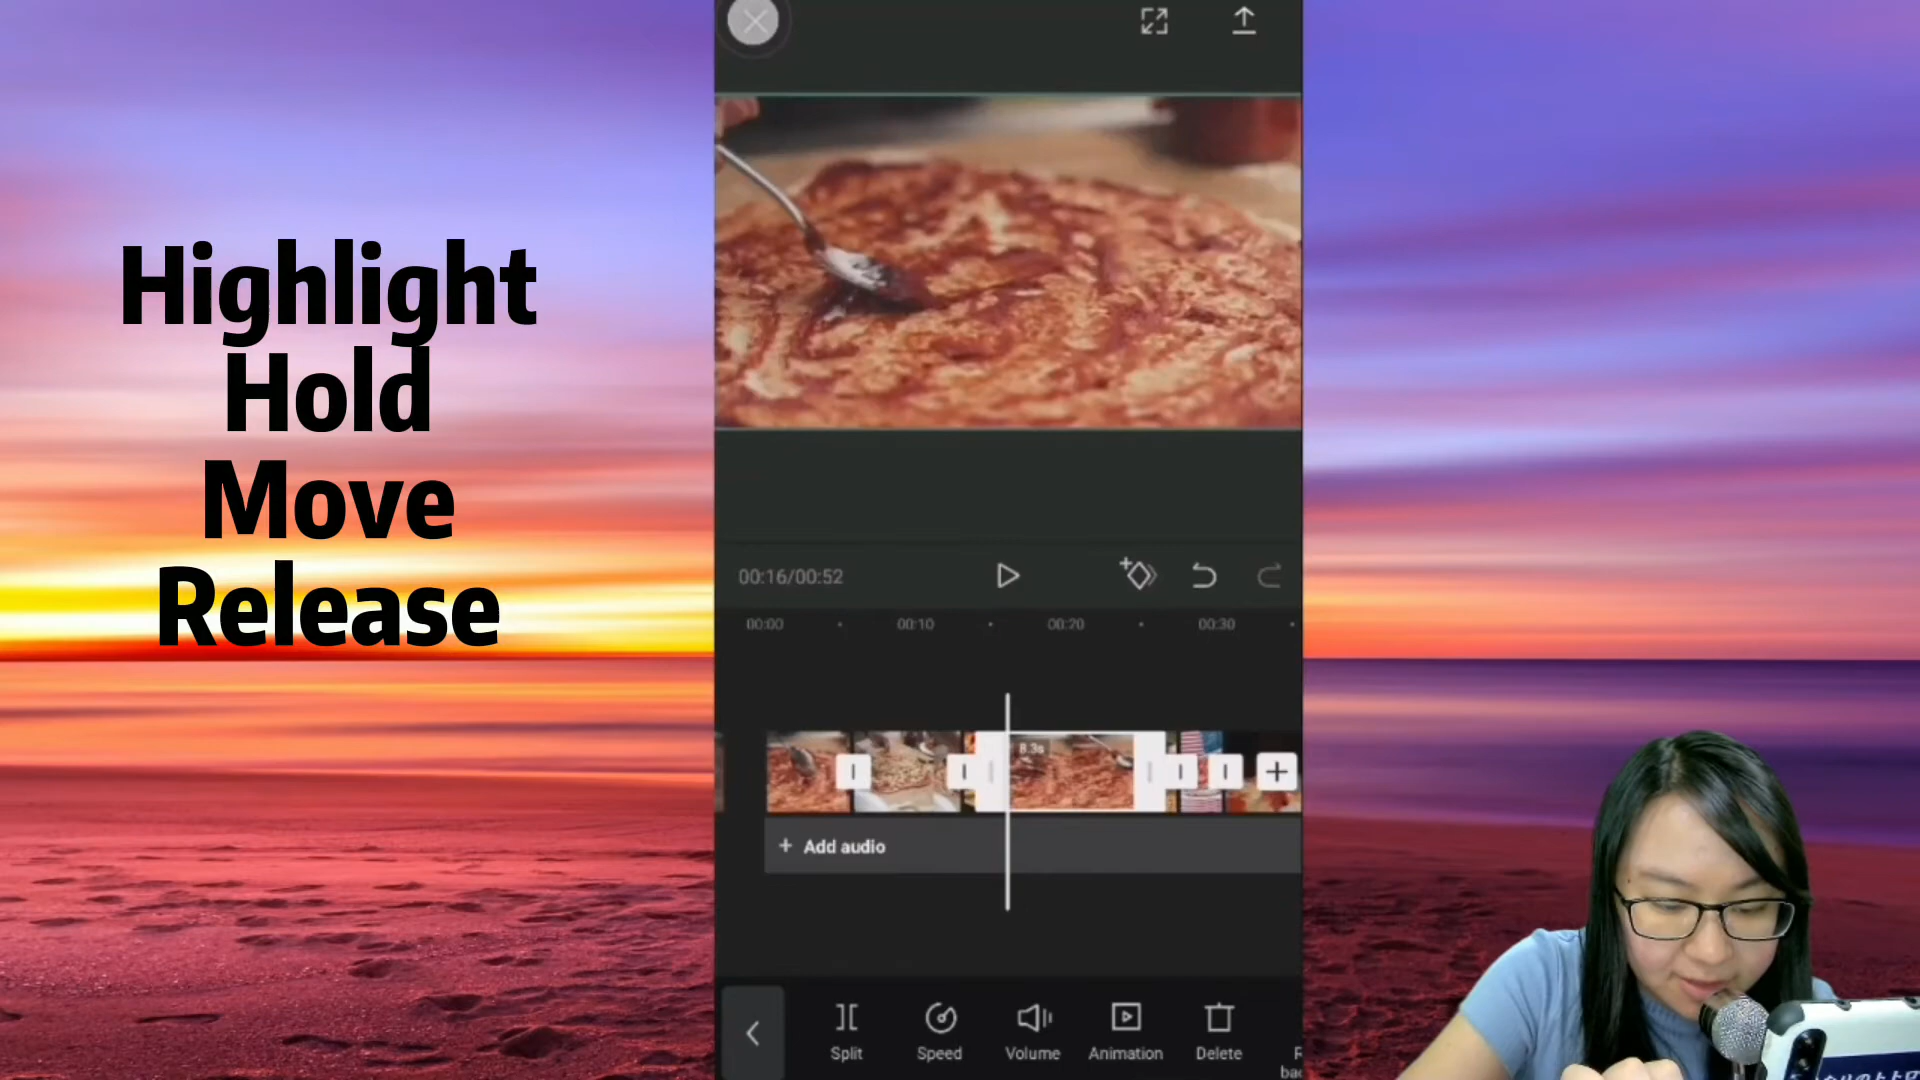 Highlight
Hold
Move
Release
00:16/00:52
00:00
00:10
00:20
00:30
8.3s
+ Add audio
Split
Speed
Volume
Animation
Delete